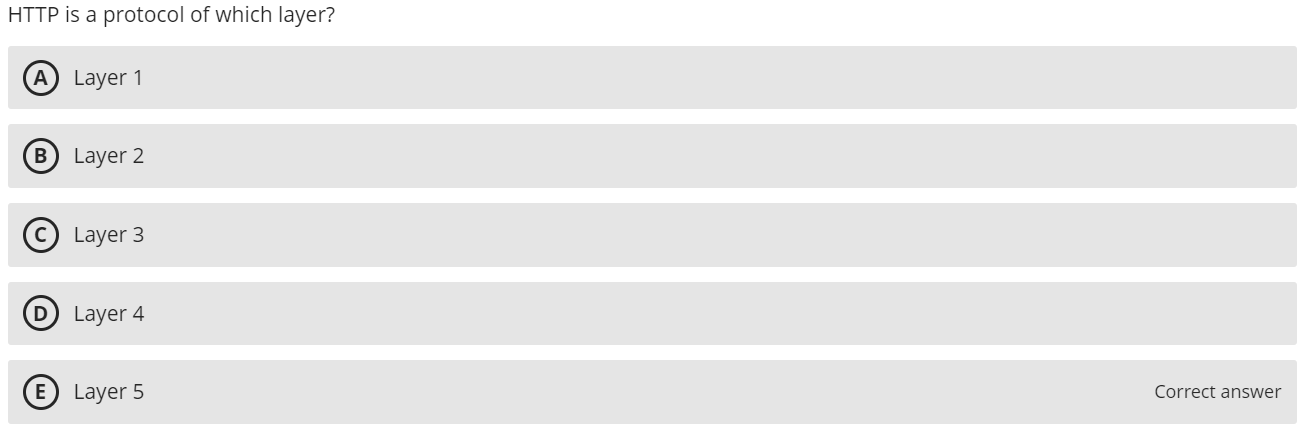 HTTP is a protocol of which layer?
A Layer 1
B Layer 2
C Layer 3
D Layer 4
E Layer 5 Correct answer